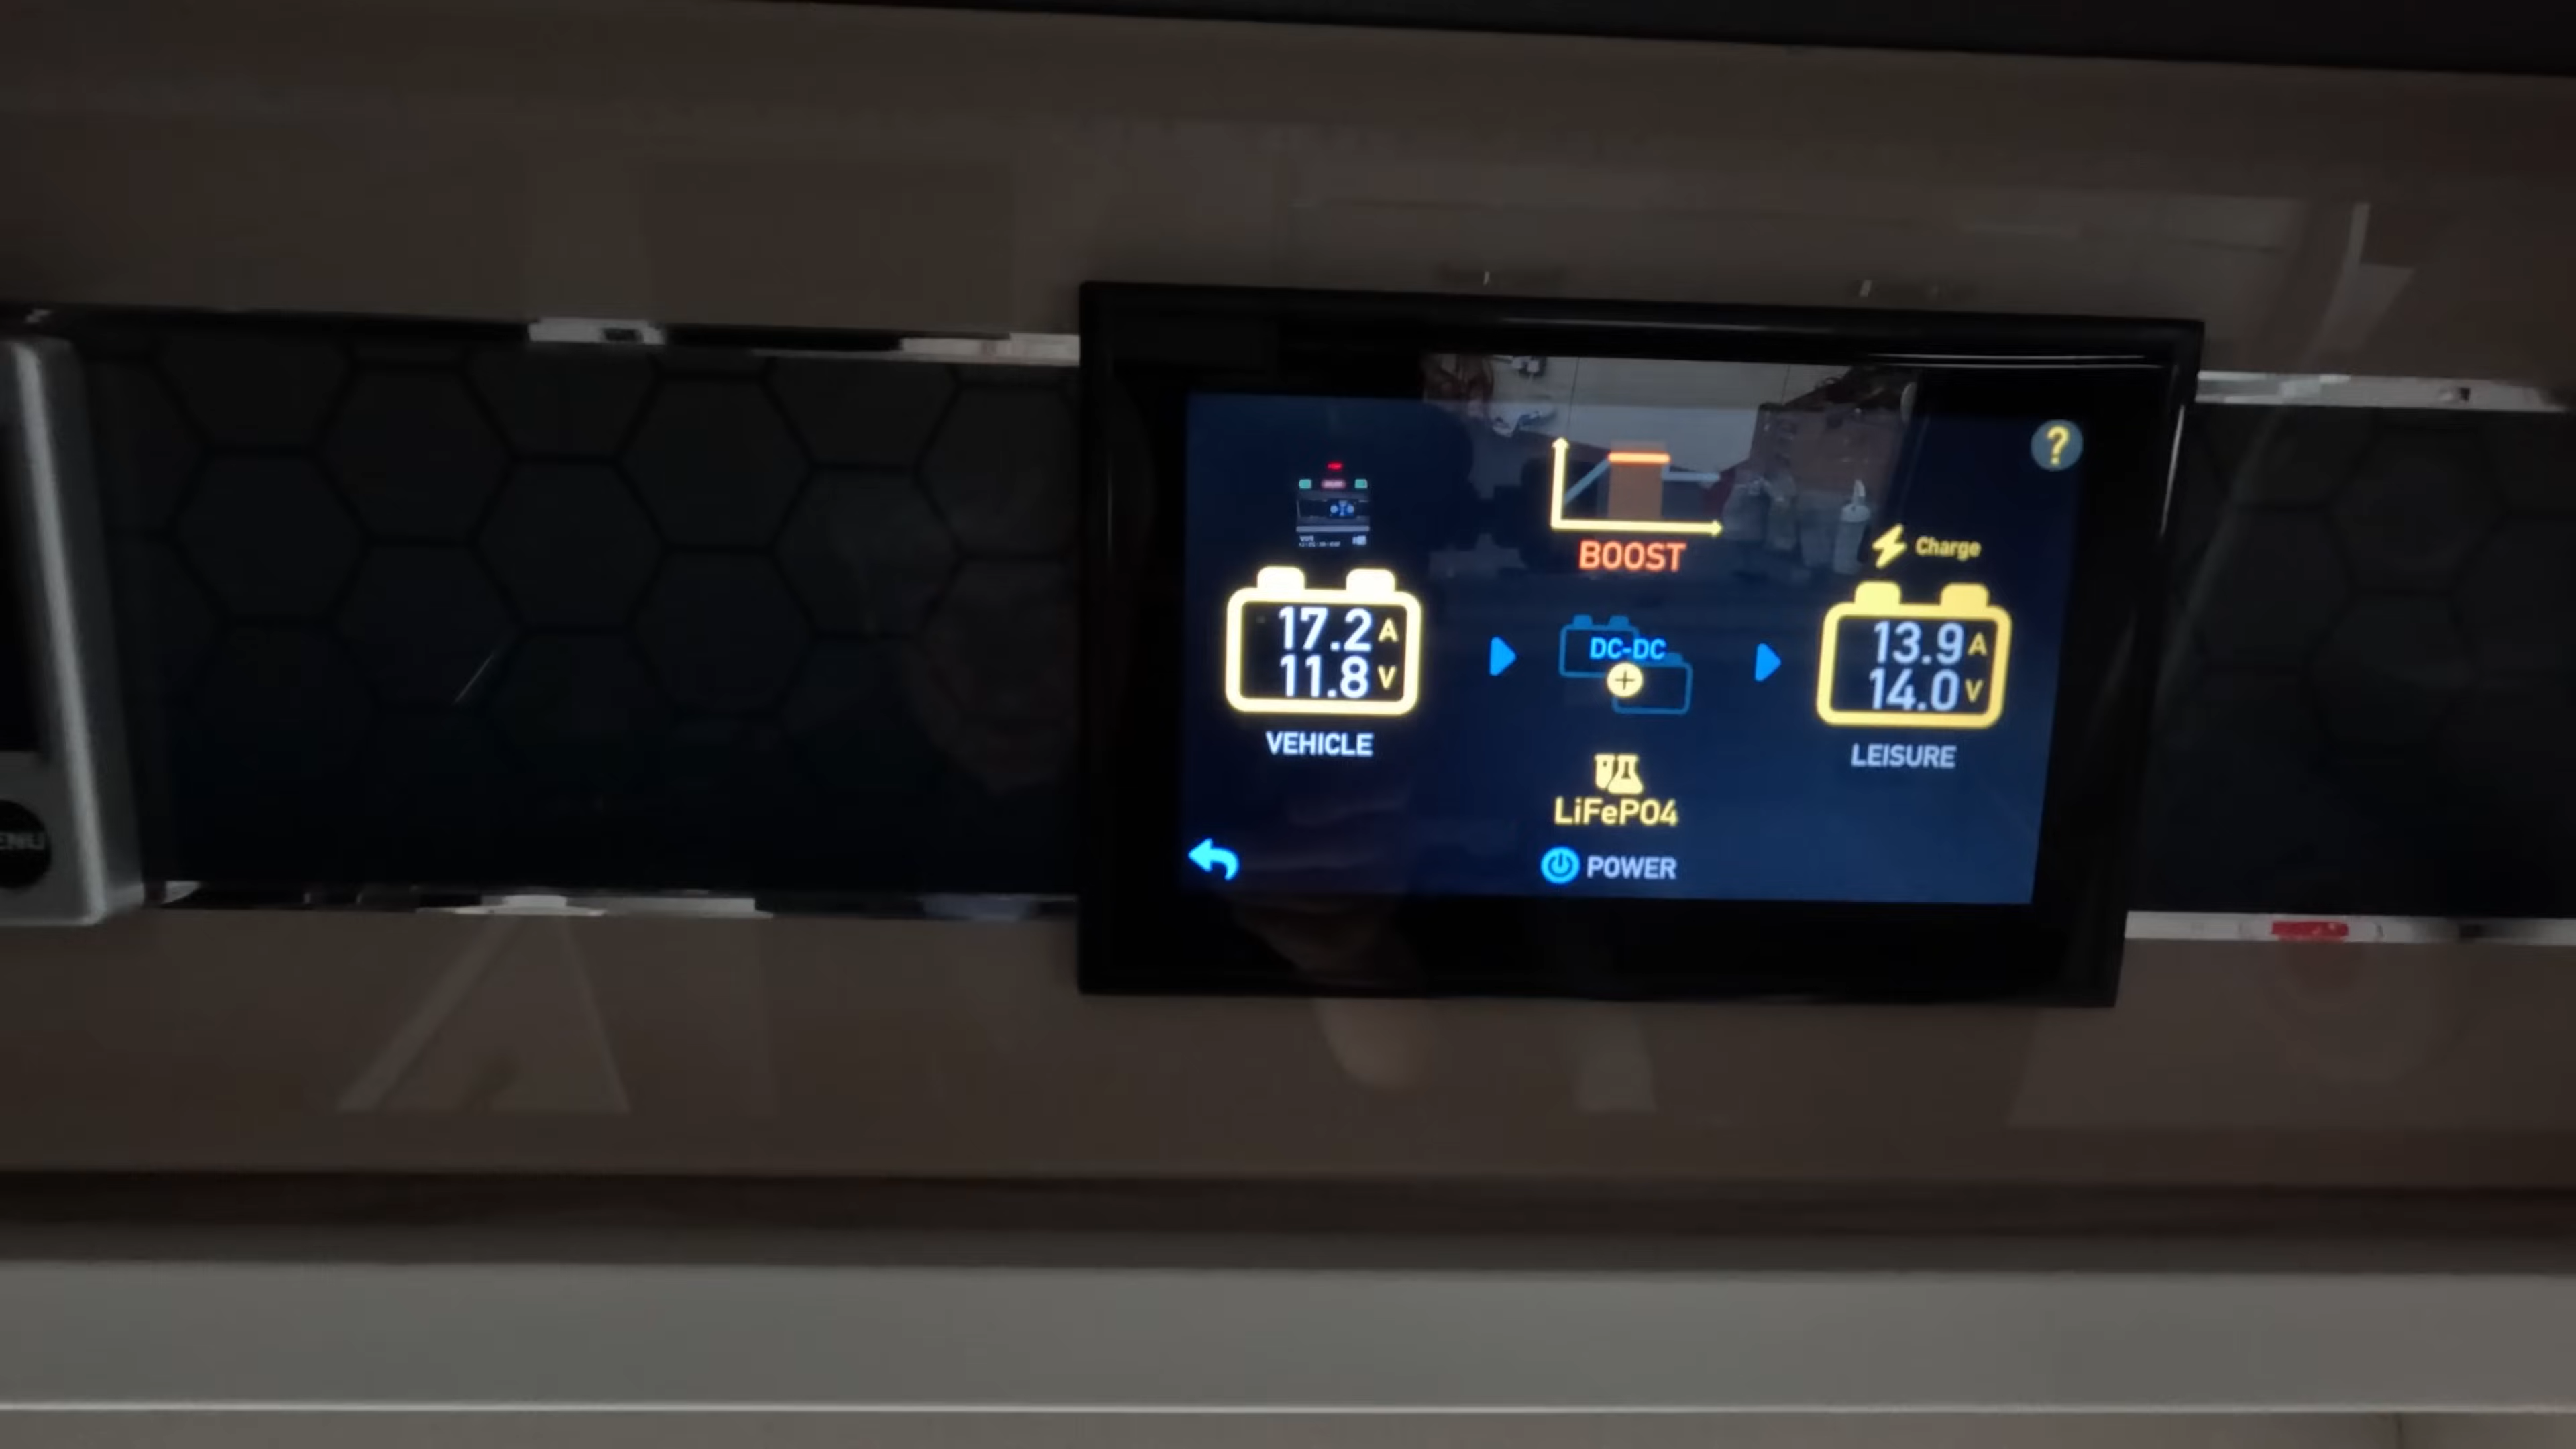 ?
BOOST
Charge
17.2 A
11.8 V
DC-DC
13.9 A
14.0 V
VEHICLE
LEISURE
LiFePO4
POWER